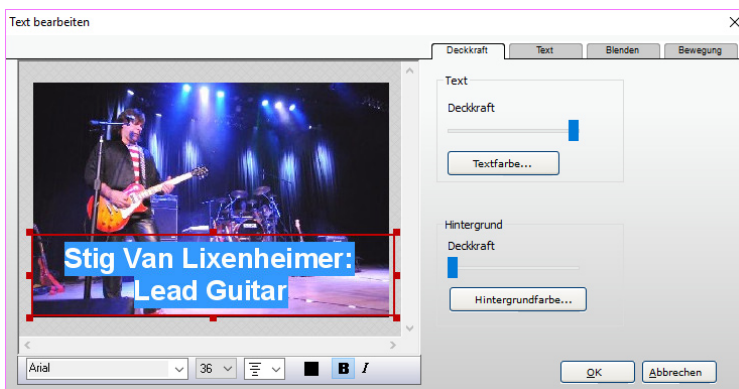 Text bearbeiten
Deckkraft
Text
Blenden
Bewegung
Text
Deckkraft
Textfarbe...
Hintergrund
Deckkraft
Hintergrundfarbe...
Stig Van Lixenheimer:
Lead Guitar
Arial
36
B I
OK
Abbrechen